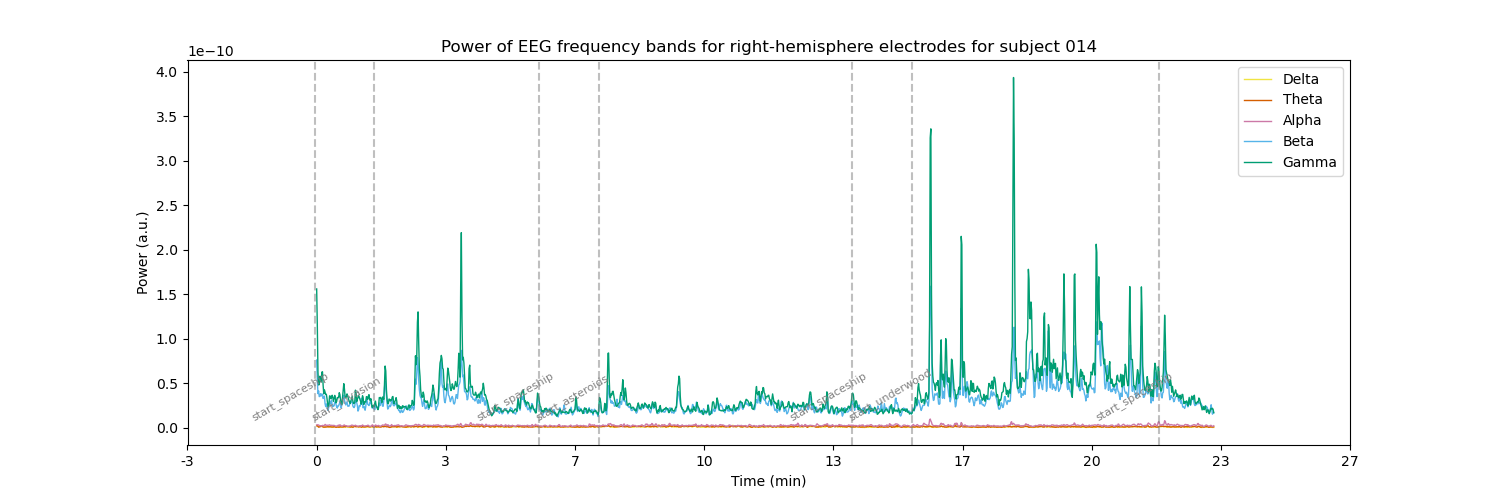 Power of EEG frequency bands for right-hemisphere electrodes for subject 014
1e−10
4.0
3.5
3.0
2.5
2.0
1.5
1.0
0.5
0.0
Power (a.u.)
Delta
Theta
Alpha
Beta
Gamma
start_spaceship
start_spaceship
start_asteroids
start_spaceship
start_underwood
start_spaceship
-3
0
3
7
10
13
17
20
23
27
Time (min)